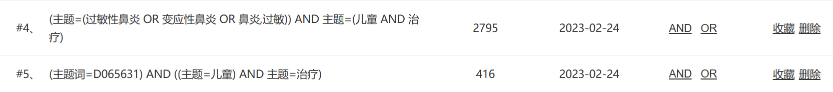 #4、 (主题=(过敏性鼻炎 OR 变应性鼻炎 OR 鼻炎,过敏)) AND 主题=(儿童 AND 治疗) 2795 2023-02-24 AND OR 收藏 删除
#5、 (主题词=D065631) AND ((主题=儿童) AND 主题=治疗) 416 2023-02-24 AND OR 收藏 删除